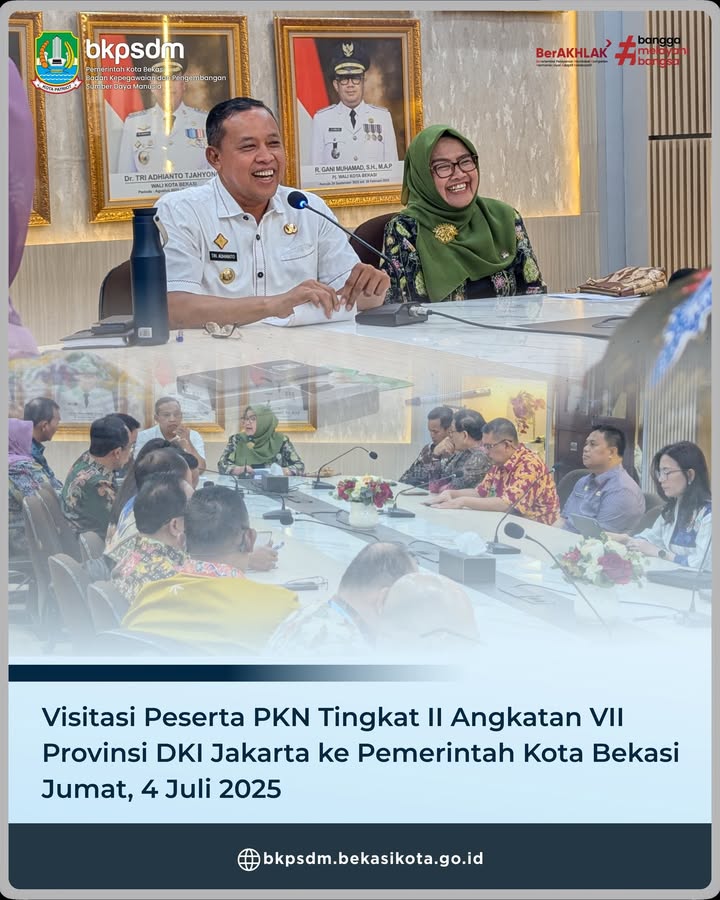 bkpsdm
Pemerintah Kota Bekasi
Badan Kepegawaian dan Pengembangan
Sumber Daya Manusia
KOTA PATRIOT
BerAKHLAK
#bangga
melayani
bangsa
Dr. TRI ADHIANTO TJAHYONO
WALI KOTA BEKASI
R. GANI MUHAMAD, S.H., M.A.P
Pj. WALI KOTA BEKASI
TRI ADHIANTO
Visitasi Peserta PKN Tingkat II Angkatan VII
Provinsi DKI Jakarta ke Pemerintah Kota Bekasi
Jumat, 4 Juli 2025
bkpsdm.bekasikota.go.id